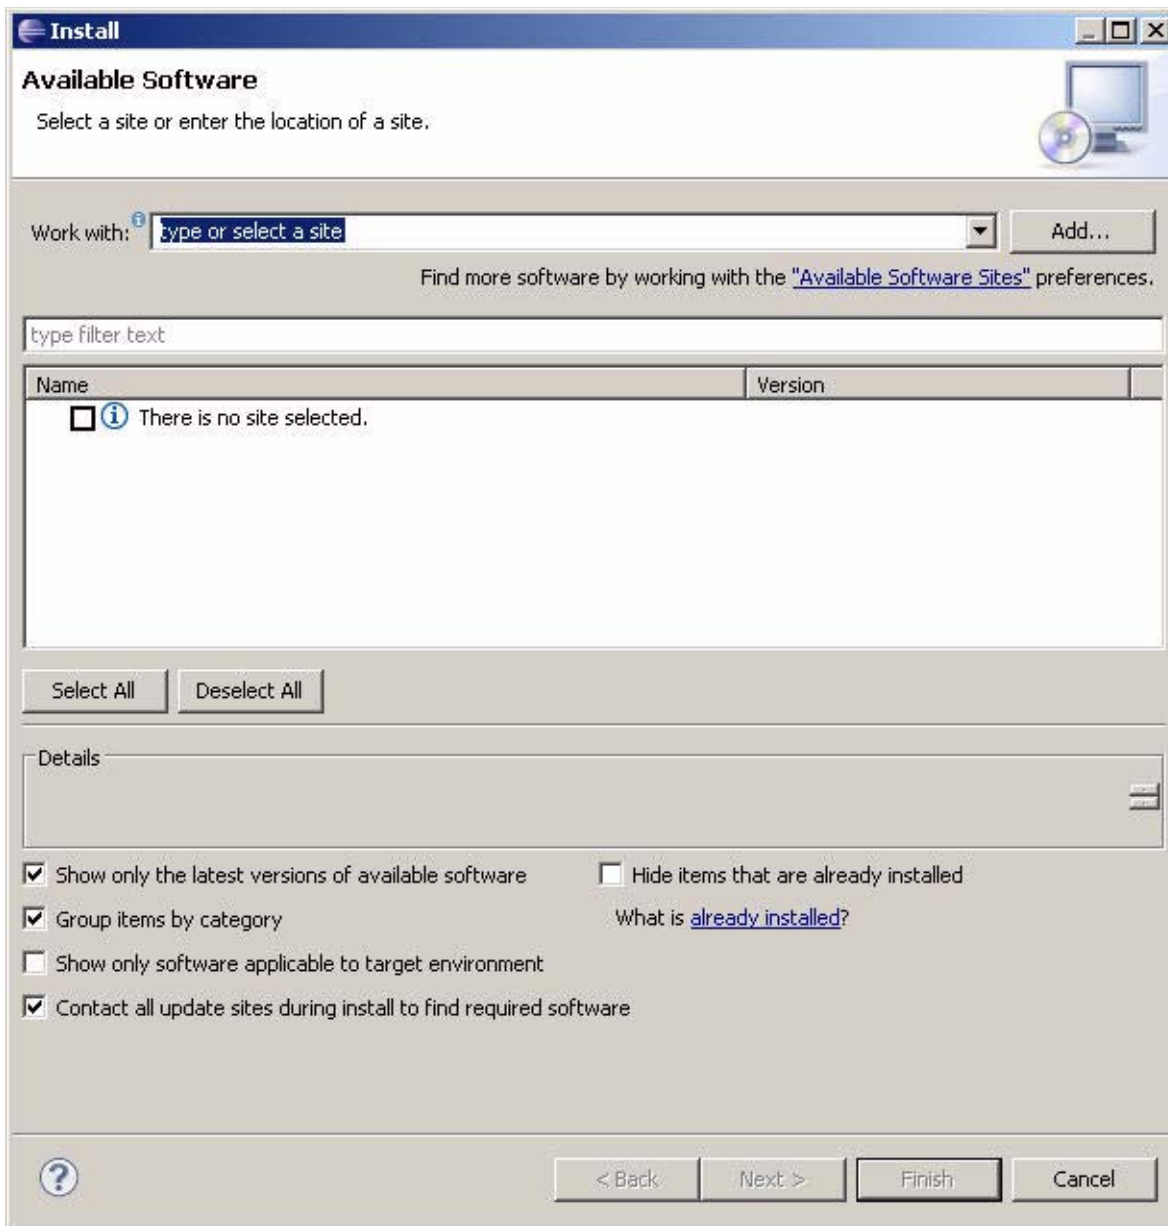 Install
Available Software
Select a site or enter the location of a site.
Work with: type or select a site Add...
Find more software by working with the "Available Software Sites" preferences.
type filter text
Name Version
There is no site selected.
Select All Deselect All
Details
Show only the latest versions of available software Hide items that are already installed
Group items by category What is already installed?
Show only software applicable to target environment
Contact all update sites during install to find required software
? < Back Next > Finish Cancel